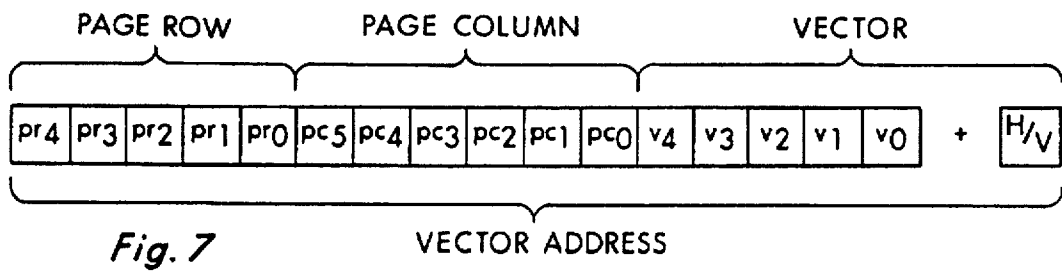 PAGE ROW PAGE COLUMN VECTOR
pr4 pr3 pr2 pr1 pr0 pc5 pc4 pc3 pc2 pc1 pc0 v4 v3 v2 v1 v0 + H/V
Fig. 7 VECTOR ADDRESS